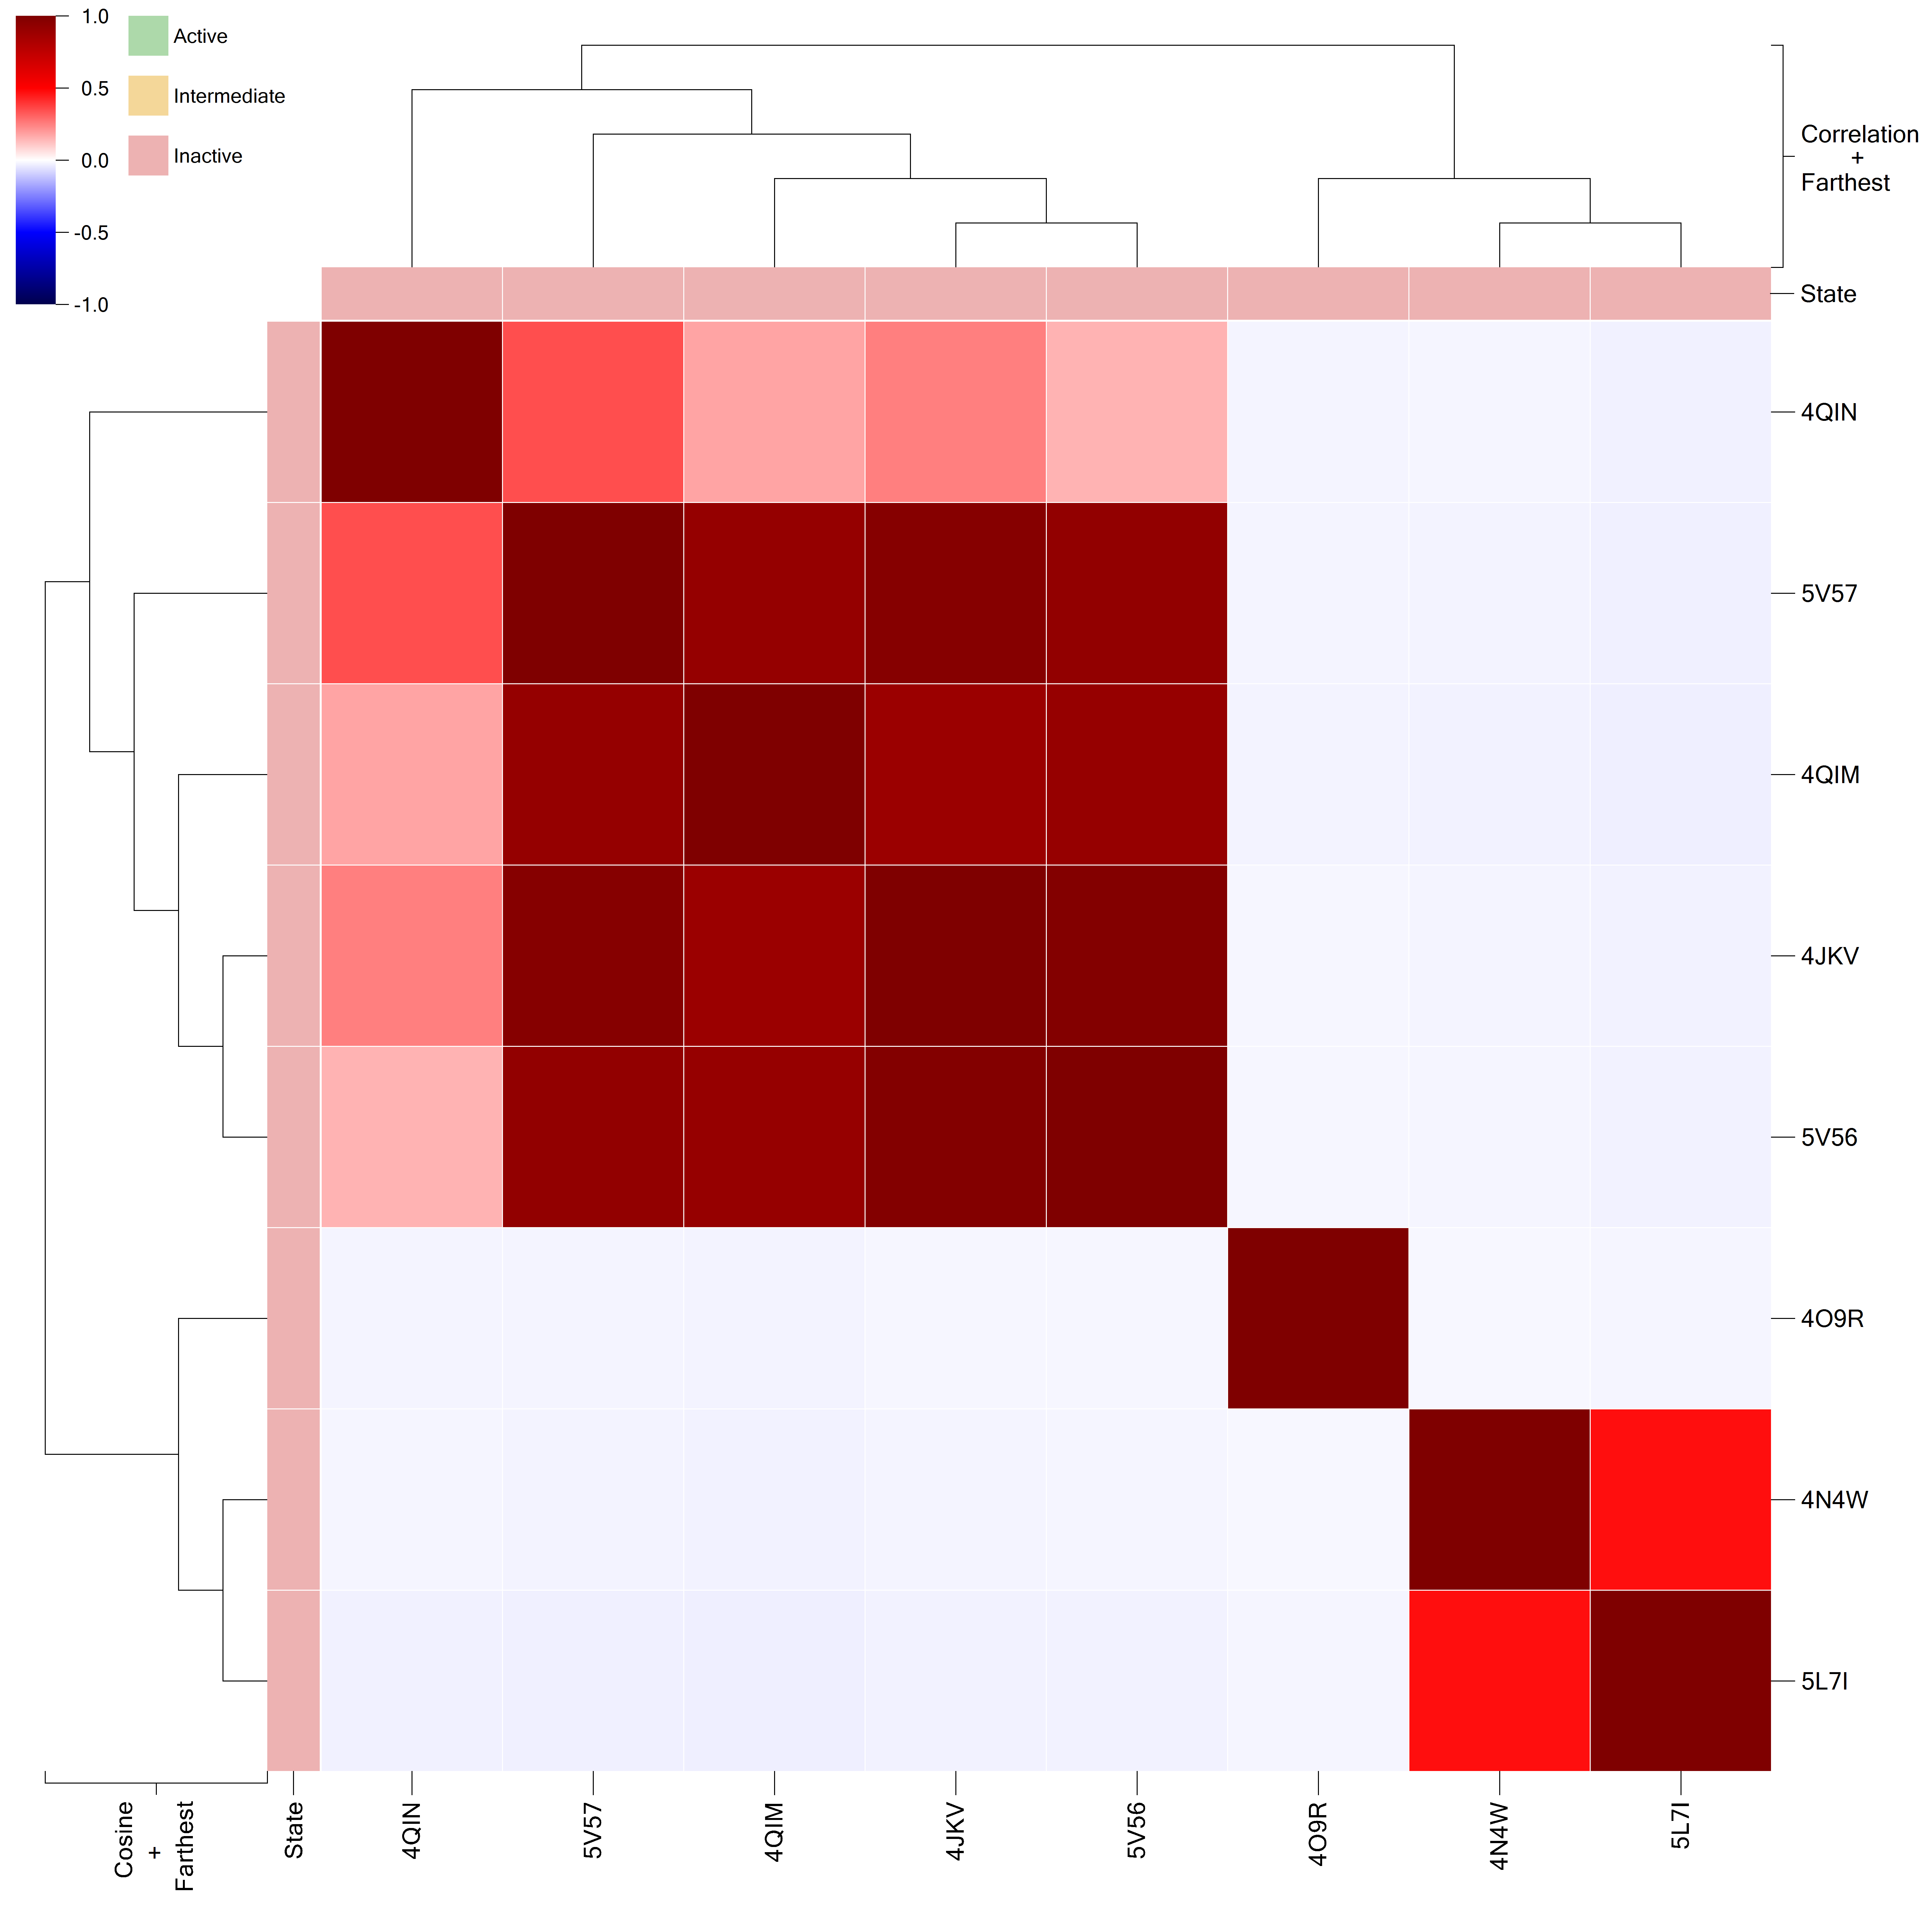 1.0
0.5
0.0
-0.5
-1.0
Active
Intermediate
Inactive
Correlation
+
Farthest
State
4QIN
5V57
4QIM
4JKV
5V56
4O9R
4N4W
5L7I
Cosine
+
Farthest
State
4QIN
5V57
4QIM
4JKV
5V56
4O9R
4N4W
5L7I